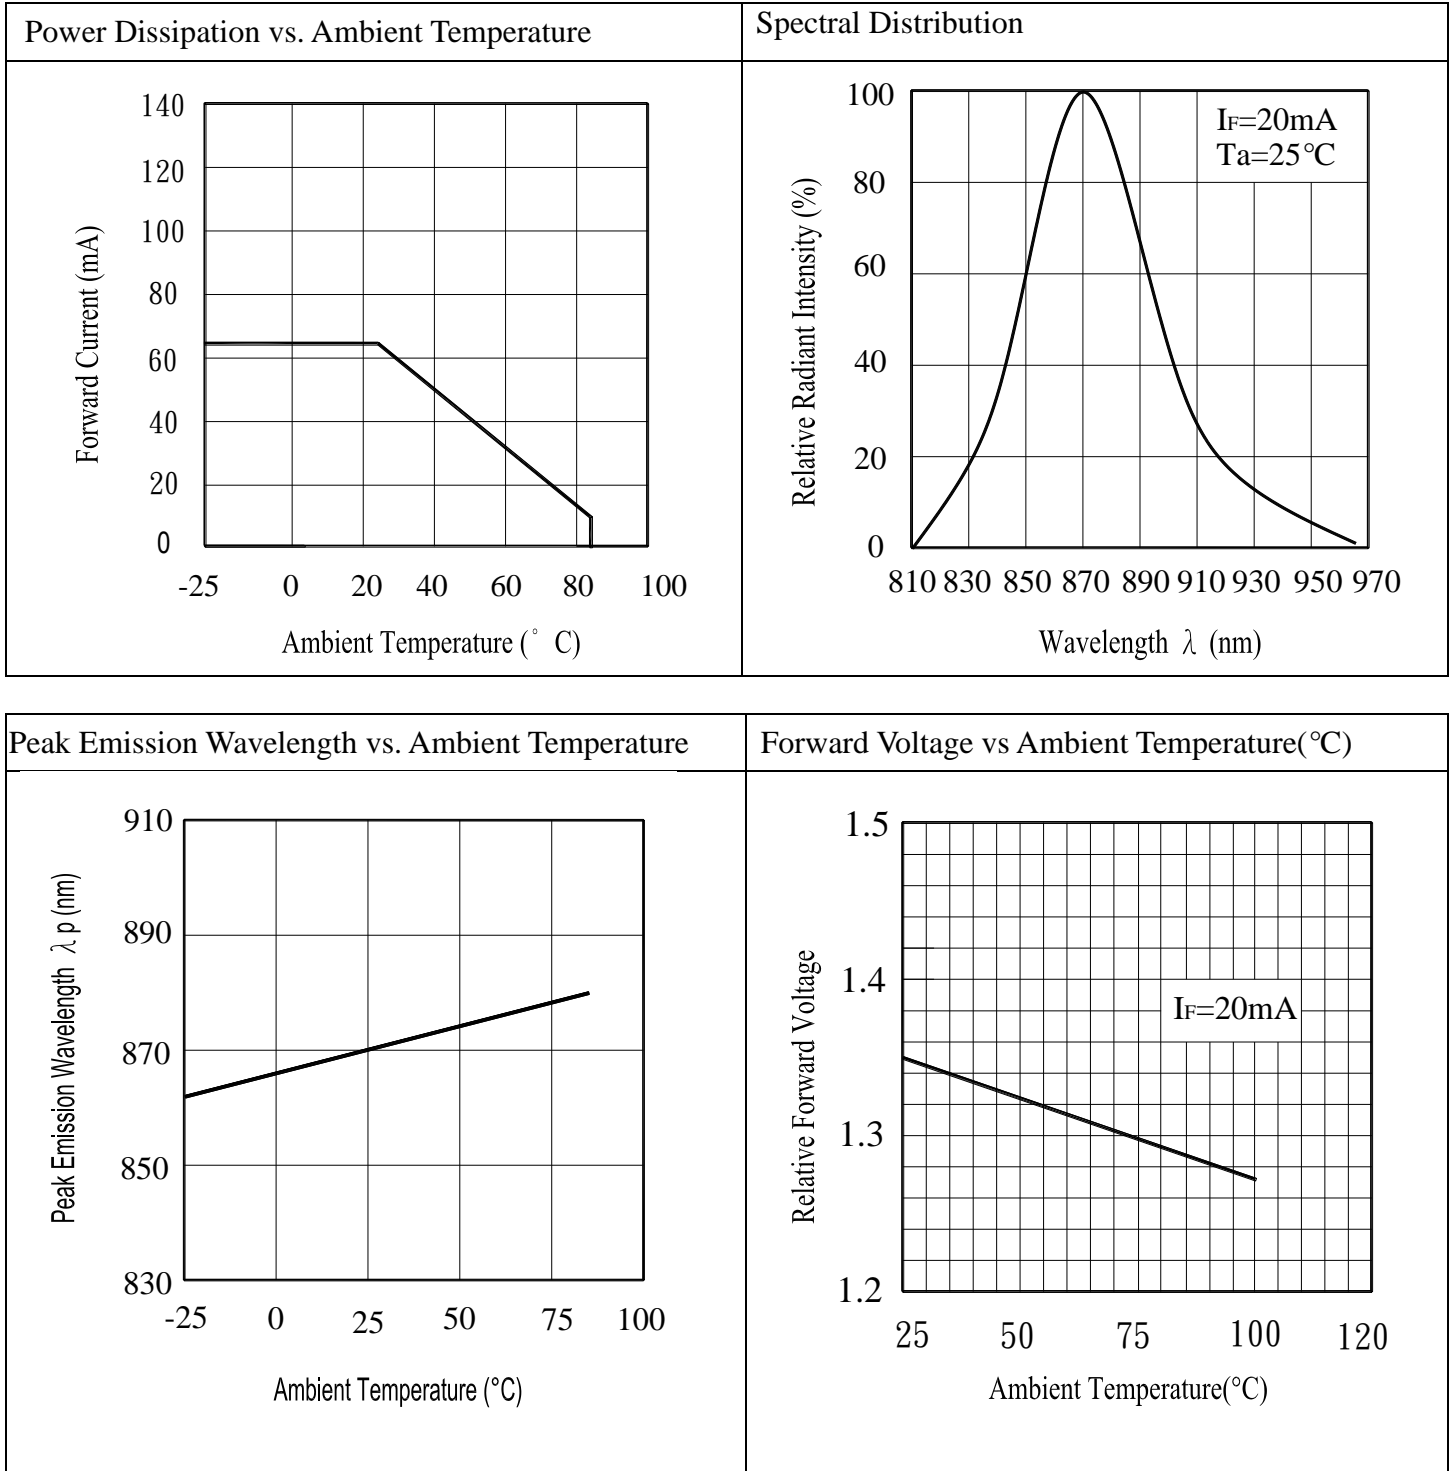 Power Dissipation vs. Ambient Temperature
140
120
100
80
60
40
20
0
Forward Current (mA)
-25 0 20 40 60 80 100
Ambient Temperature (° C)
Spectral Distribution
100
80
60
40
20
0
Relative Radiant Intensity (%)
IF=20mA
Ta=25°C
810 830 850 870 890 910 930 950 970
Wavelength λ (nm)
Peak Emission Wavelength vs. Ambient Temperature
910
890
870
850
830
Peak Emission Wavelength λ p (nm)
-25 0 25 50 75 100
Ambient Temperature (°C)
Forward Voltage vs Ambient Temperature(°C)
1.5
1.4
1.3
1.2
Relative Forward Voltage
IF=20mA
25 50 75 100 120
Ambient Temperature(°C)